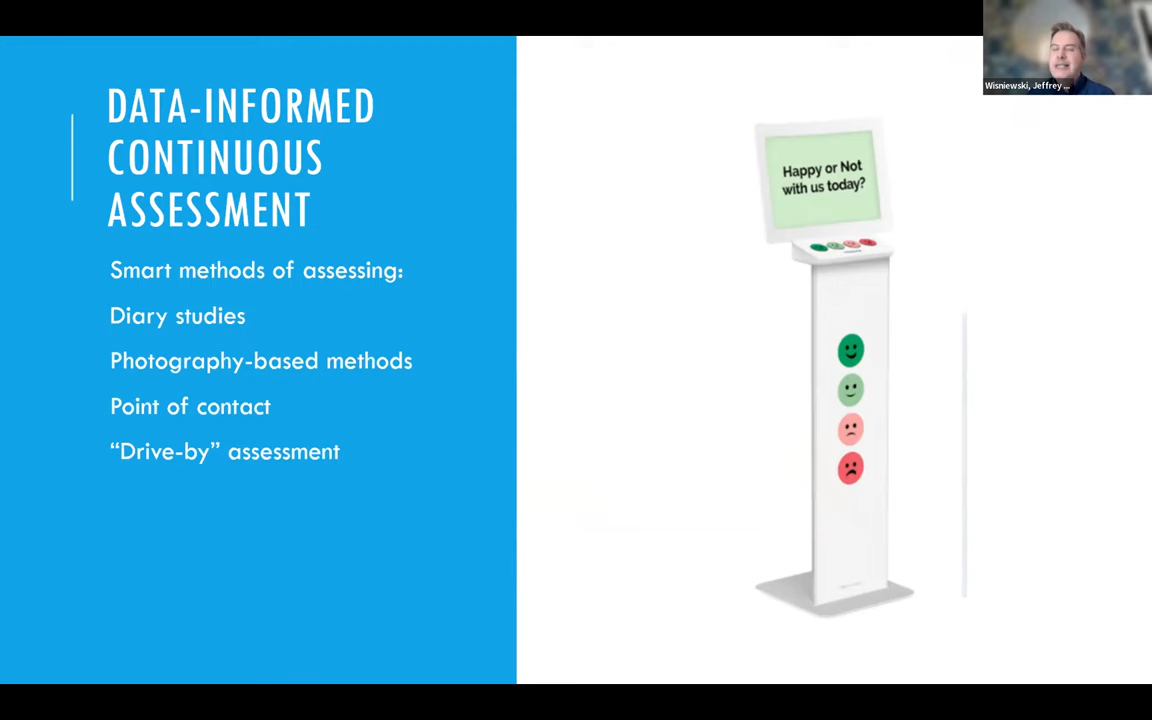 DATA-INFORMED
CONTINUOUS
ASSESSMENT
Smart methods of assessing:
Diary studies
Photography-based methods
Point of contact
“Drive-by” assessment
Happy or Not
with us today?
Wisniewski, Jeffrey ...